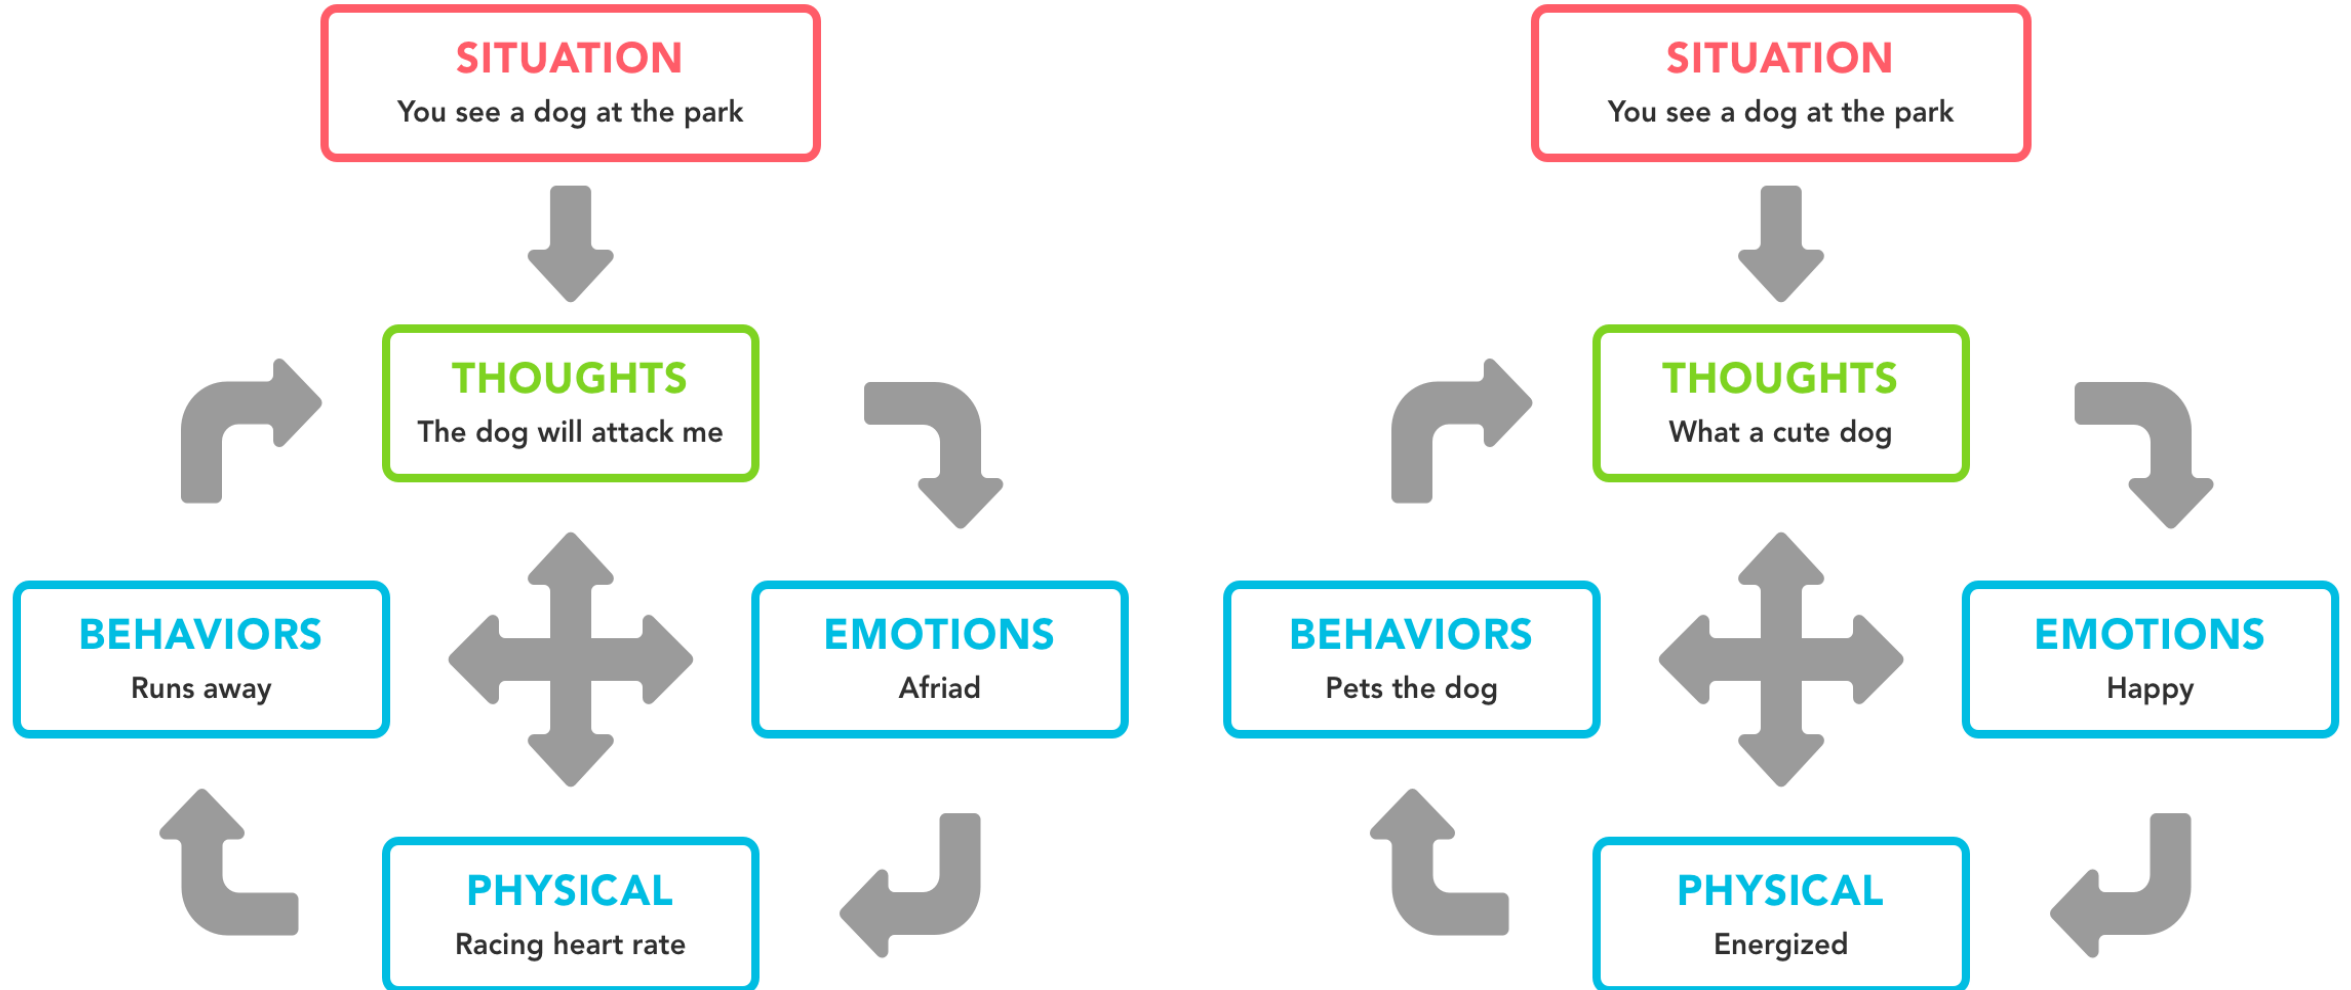 SITUATION
You see a dog at the park
THOUGHTS
The dog will attack me
BEHAVIORS
Runs away
EMOTIONS
Afriad
PHYSICAL
Racing heart rate
SITUATION
You see a dog at the park
THOUGHTS
What a cute dog
BEHAVIORS
Pets the dog
EMOTIONS
Happy
PHYSICAL
Energized